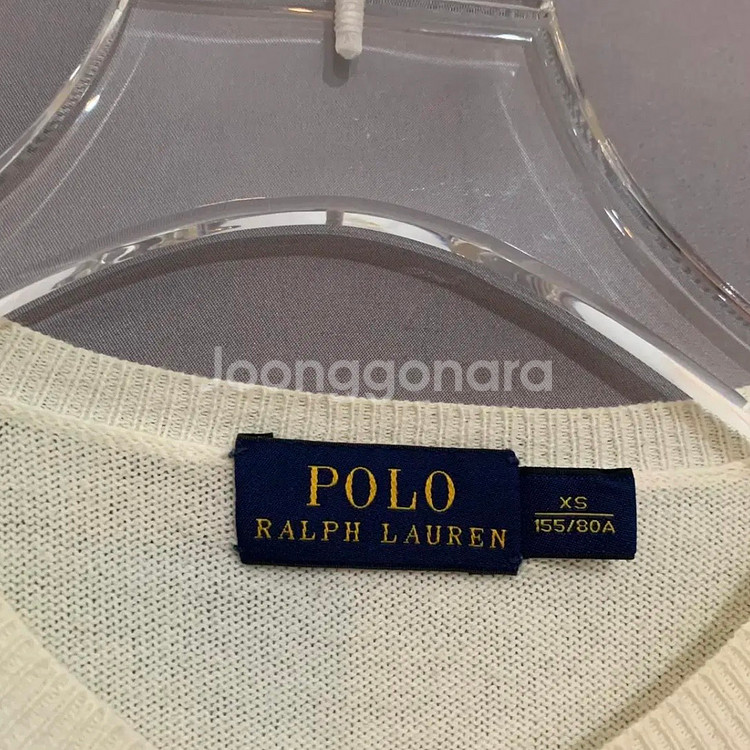 Joonggonara
POLO
RALPH LAUREN
XS
155/80A